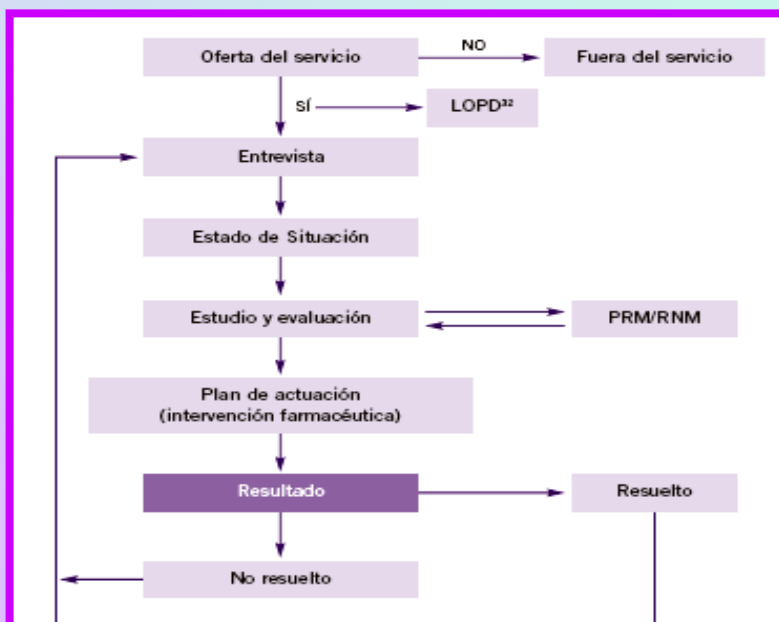 Oferta del servicio
NO
Fuera del servicio
SÍ
LOPD³²
Entrevista
Estado de Situación
Estudio y evaluación
PRM/RNM
Plan de actuación
(intervención farmacéutica)
Resultado
Resuelto
No resuelto